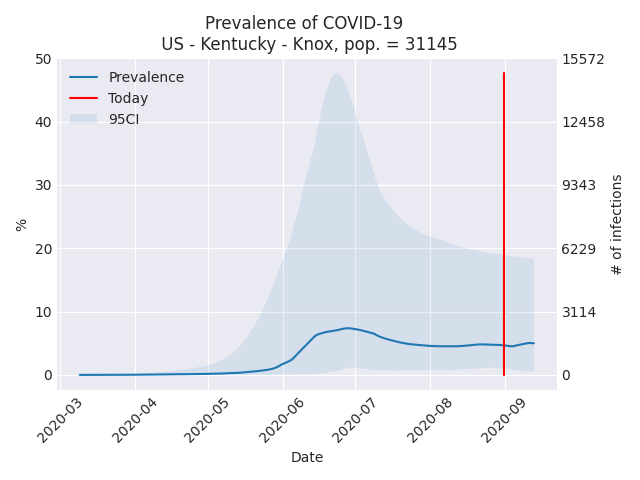 Prevalence of COVID-19
US - Kentucky - Knox, pop. = 31145
50
40
30
20
10
0
%
Prevalence
Today
95CI
15572
12458
9343
6229
3114
0
# of infections
2020-03
2020-04
2020-05
2020-06
2020-07
2020-08
2020-09
Date